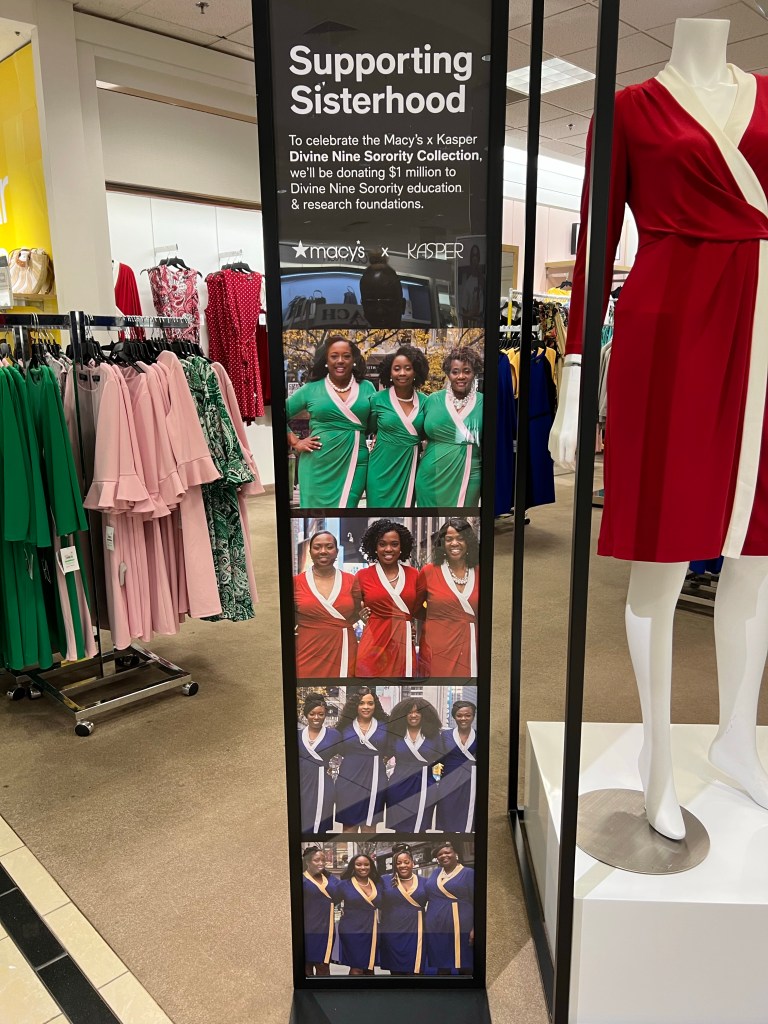 Supporting
Sisterhood
To celebrate the Macy's x Kasper
Divine Nine Sorority Collection,
we'll be donating $1 million to
Divine Nine Sorority education
& research foundations.
★macy's x KASPER